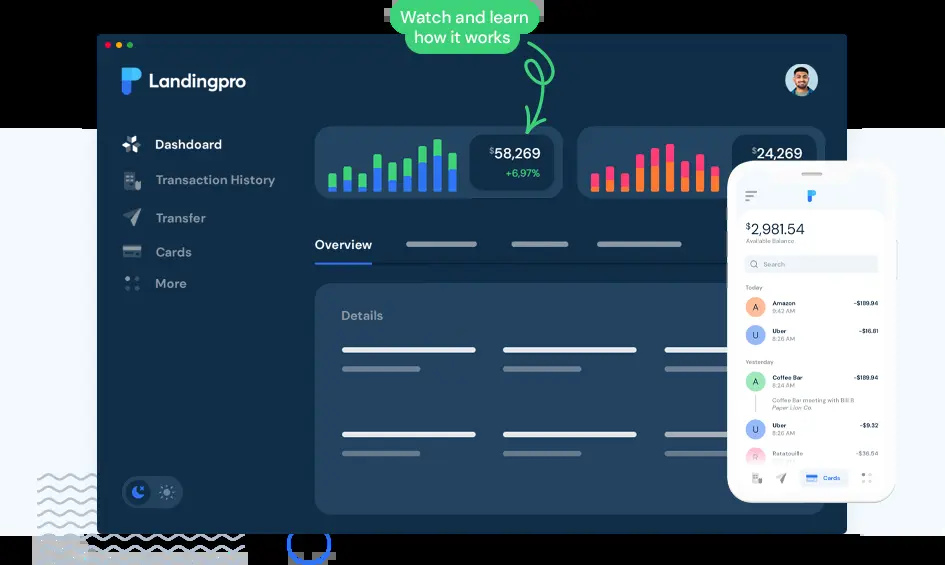 Watch and learn
how it works
Landingpro
Dashdoard
Transaction History
Transfer
Cards
More
$58,269
+6,97%
$24,269
Overview
Details
$2,981.54
Available Balance
Search
Today
A
Amazon
-$189.94
9:42 AM
U
Uber
-$16.81
8:26 AM
Yesterday
A
Coffee Bar
-$189.94
8:24 AM
Coffee Bar meeting with Bill B
Paper Lion Co.
U
Uber
-$9.32
8:26 AM
R
Ratatouille
-$36.54
Cards